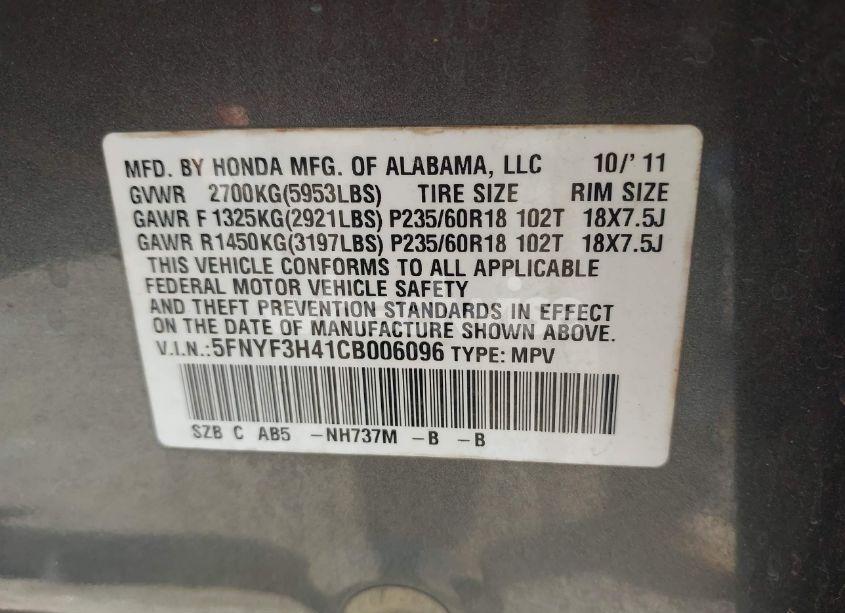 MFD. BY HONDA MFG. OF ALABAMA, LLC 10/' 11
GVWR 2700KG(5953LBS) TIRE SIZE RIM SIZE
GAWR F 1325KG(2921LBS) P235/60R18 102T 18X7.5J
GAWR R1450KG(3197LBS) P235/60R18 102T 18X7.5J
THIS VEHICLE CONFORMS TO ALL APPLICABLE
FEDERAL MOTOR VEHICLE SAFETY
AND THEFT PREVENTION STANDARDS IN EFFECT
ON THE DATE OF MANUFACTURE SHOWN ABOVE.
V.I.N.:5FNYF3H41CB006096 TYPE: MPV
SZB C AB5 -NH737M -B -B